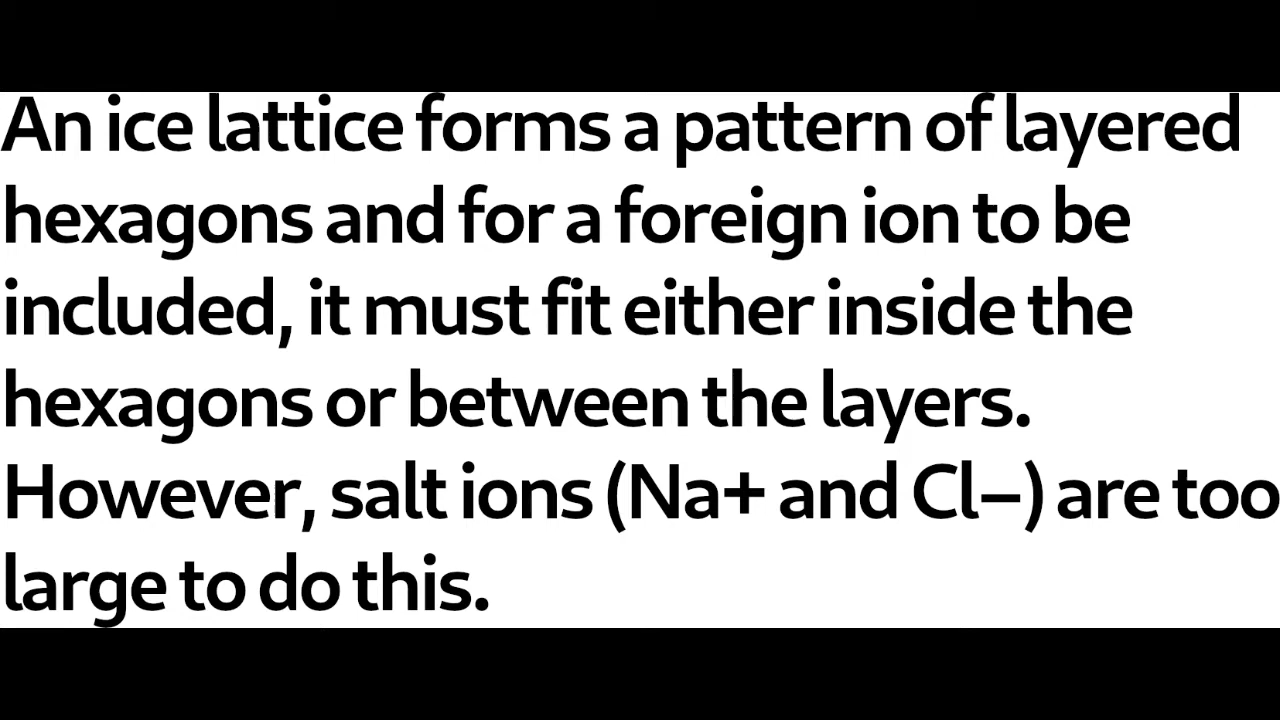 An ice lattice forms a pattern of layered
hexagons and for a foreign ion to be
included, it must fit either inside the
hexagons or between the layers.
However, salt ions (Na+ and Cl–) are too
large to do this.